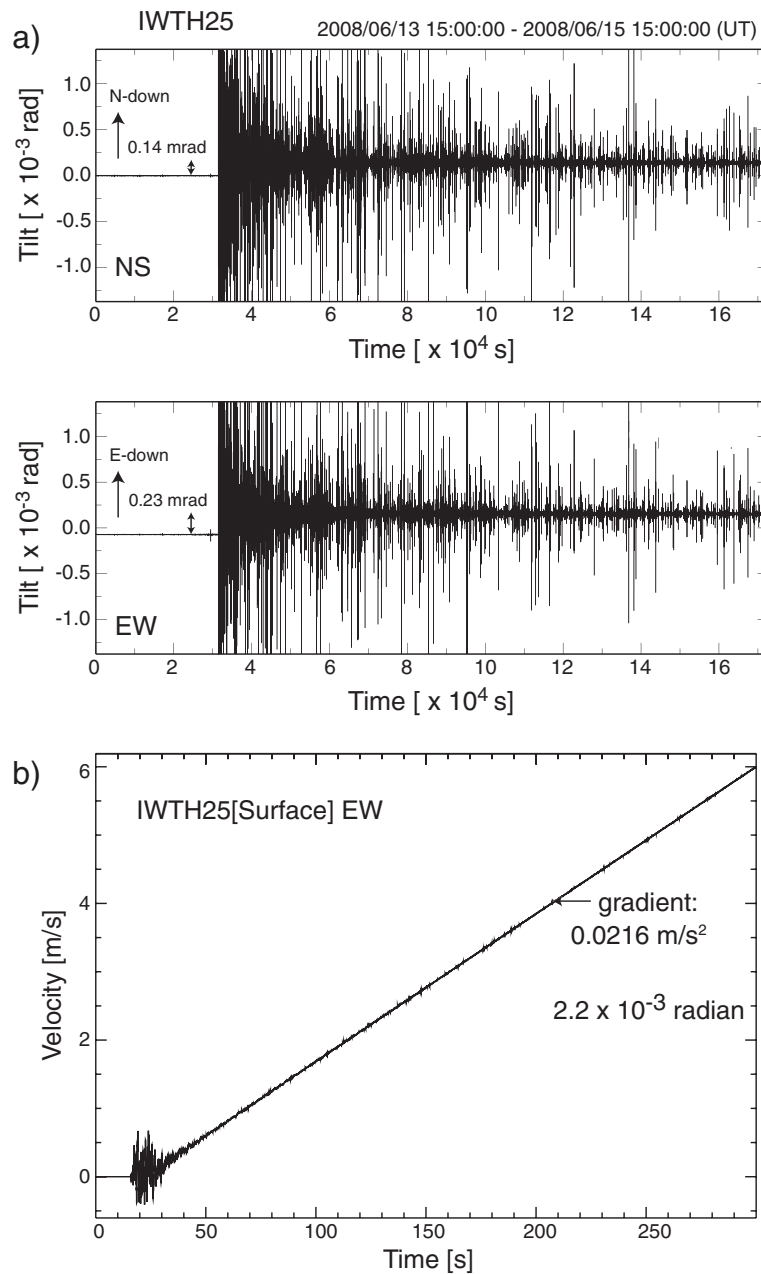 a)
IWTH25
2008/06/13 15:00:00 - 2008/06/15 15:00:00 (UT)
Tilt [ x 10⁻³ rad]
1.0
0.5
0.0
-0.5
-1.0
N-down
0.14 mrad
NS
0 2 4 6 8 10 12 14 16
Time [ x 10⁴ s]
Tilt [ x 10⁻³ rad]
1.0
0.5
0.0
-0.5
-1.0
E-down
0.23 mrad
EW
0 2 4 6 8 10 12 14 16
Time [ x 10⁴ s]
b)
Velocity [m/s]
6
4
2
0
IWTH25[Surface] EW
gradient:
0.0216 m/s²
2.2 x 10⁻³ radian
0 50 100 150 200 250
Time [s]